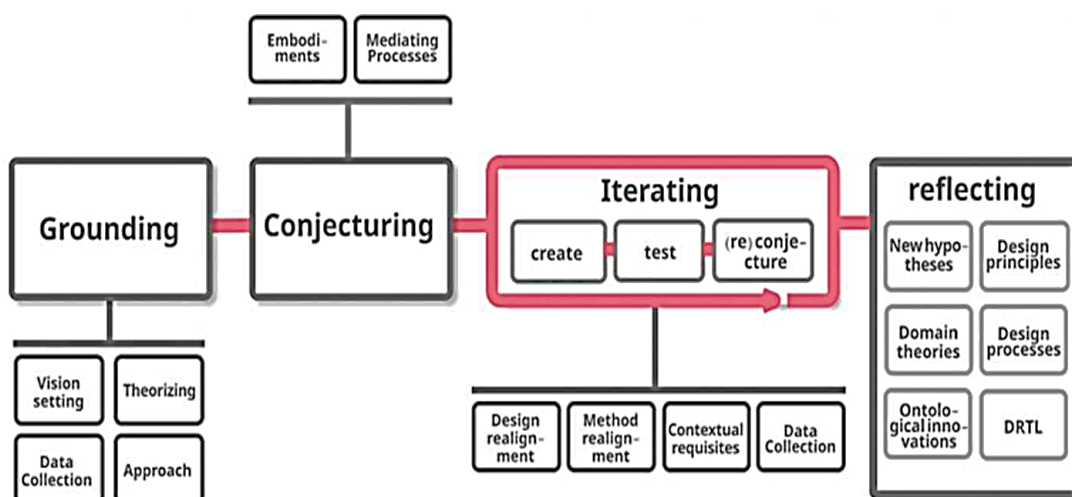 Embodi-
ments
Mediating
Processes
Grounding
Conjecturing
Iterating
create
test
(re) conje-
cture
reflecting
New hypo-
theses
Design
principles
Domain
theories
Design
processes
Ontolo-
gical inno-
vations
DRTL
Vision
setting
Theorizing
Data
Collection
Approach
Design
realign-
ment
Method
realign-
ment
Contextual
requisites
Data
Collection